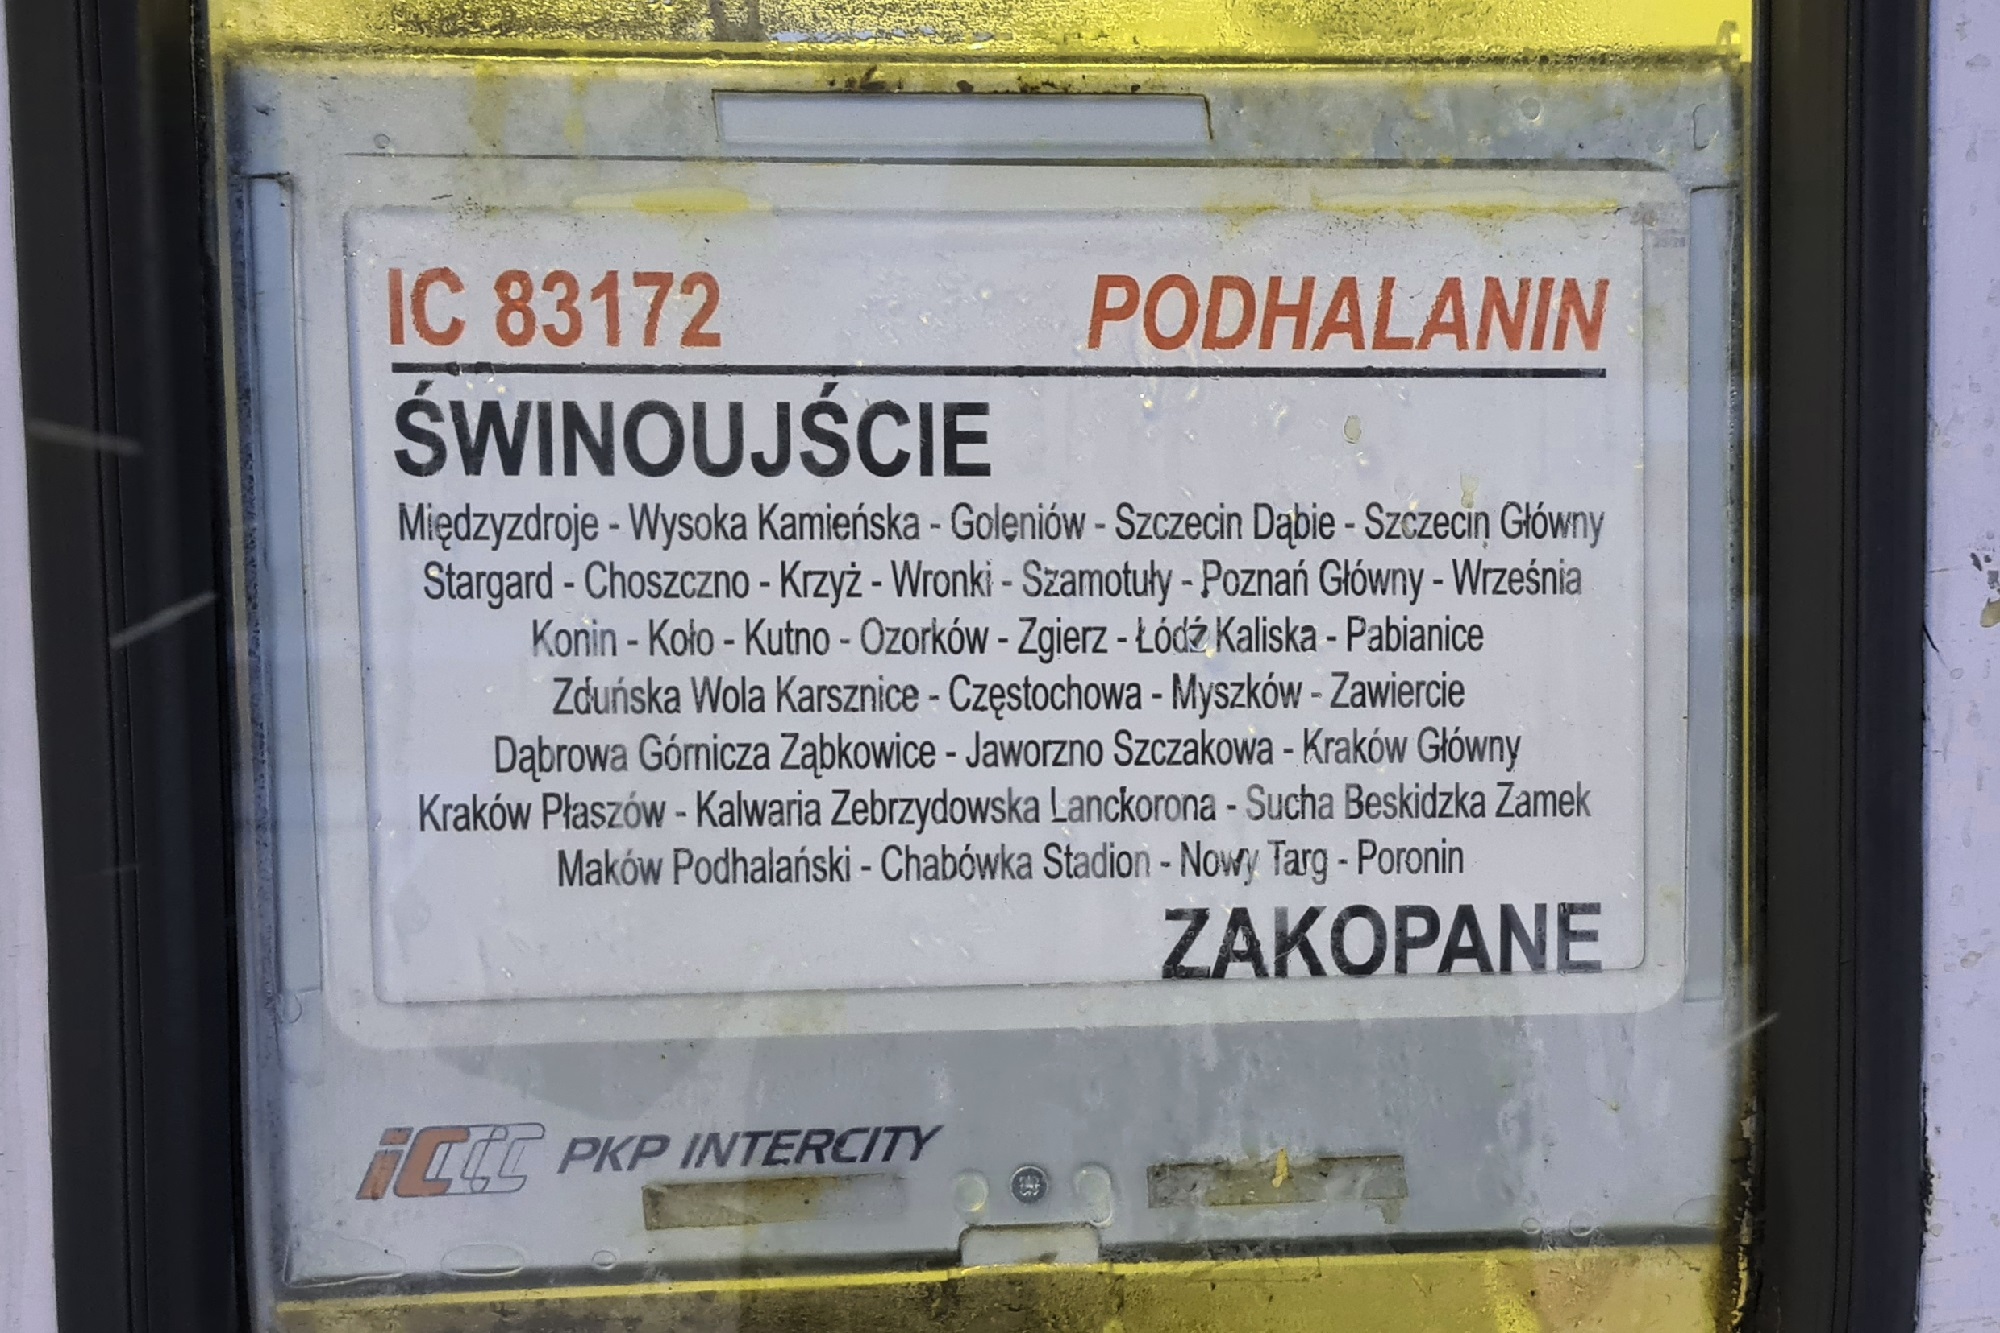 IC 83172 PODHALANIN
ŚWINOUJŚCIE
Międzyzdroje - Wysoka Kamieńska - Goleniów - Szczecin Dąbie - Szczecin Główny
Stargard - Choszczno - Krzyż - Wronki - Szamotuły - Poznań Główny - Września
Konin - Koło - Kutno - Ozorków - Zgierz - Łódź Kaliska - Pabianice
Zduńska Wola Karsznice - Częstochowa - Myszków - Zawiercie
Dąbrowa Górnicza Ząbkowice - Jaworzno Szczakowa - Kraków Główny
Kraków Płaszów - Kalwaria Zebrzydowska Lanckorona - Sucha Beskidzka Zamek
Maków Podhalański - Chabówka Stadion - Nowy Targ - Poronin
ZAKOPANE
iCCC PKP INTERCITY